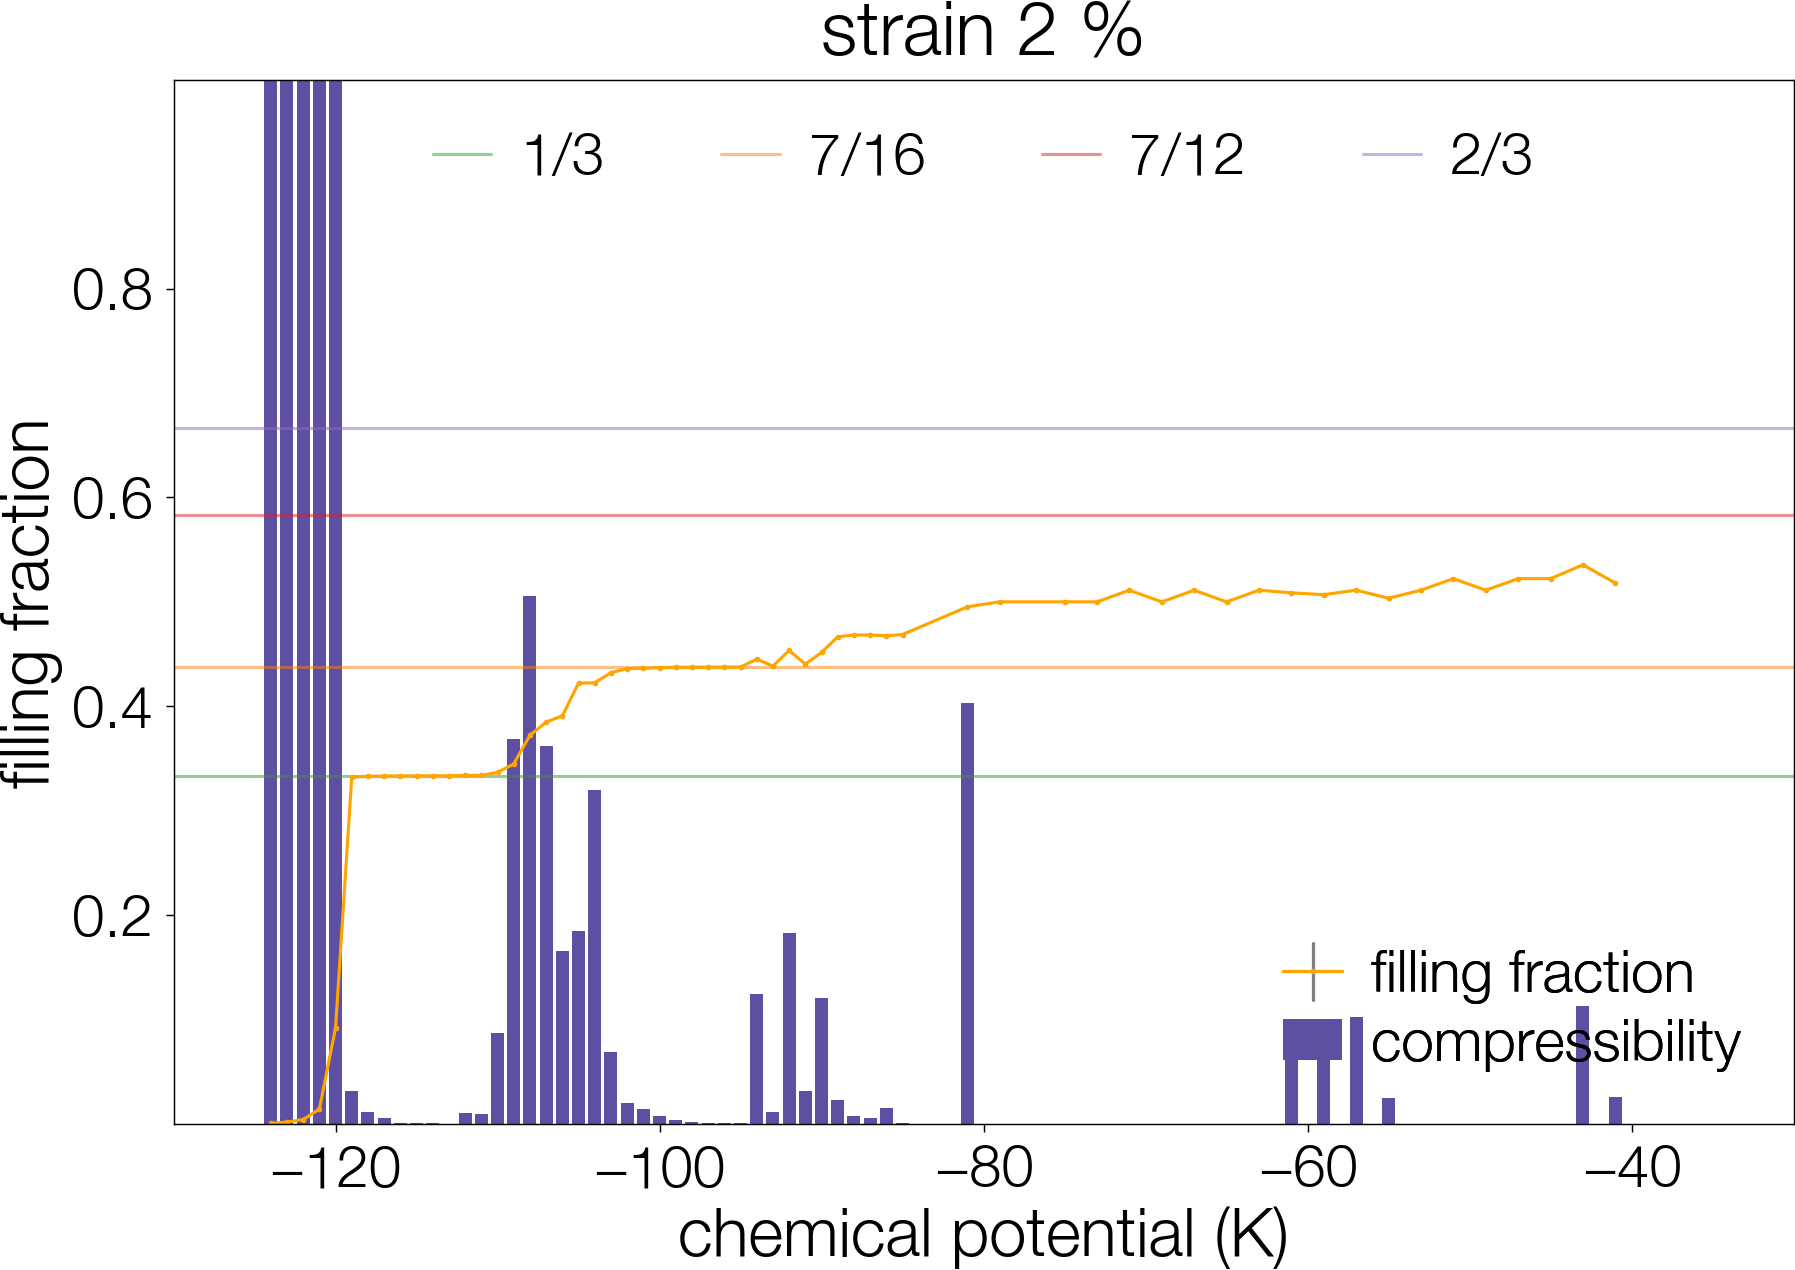 strain 2 %
1/3 7/16 7/12 2/3
0.8
0.6
0.4
0.2
filling fraction
filling fraction
compressibility
−120 −100 −80 −60 −40
chemical potential (K)